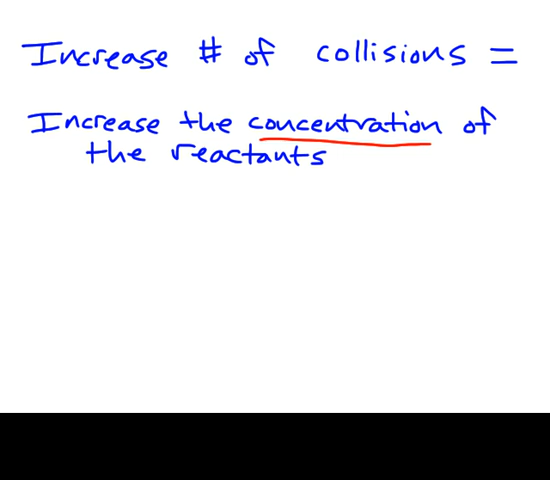 Increase # of collisions =
Increase the concentration of
the reactants